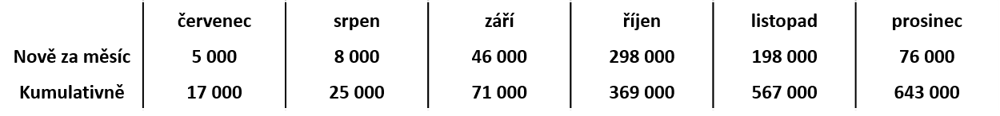 červenec srpen září říjen listopad prosinec
Nově za měsíc 5 000 8 000 46 000 298 000 198 000 76 000
Kumulativně 17 000 25 000 71 000 369 000 567 000 643 000